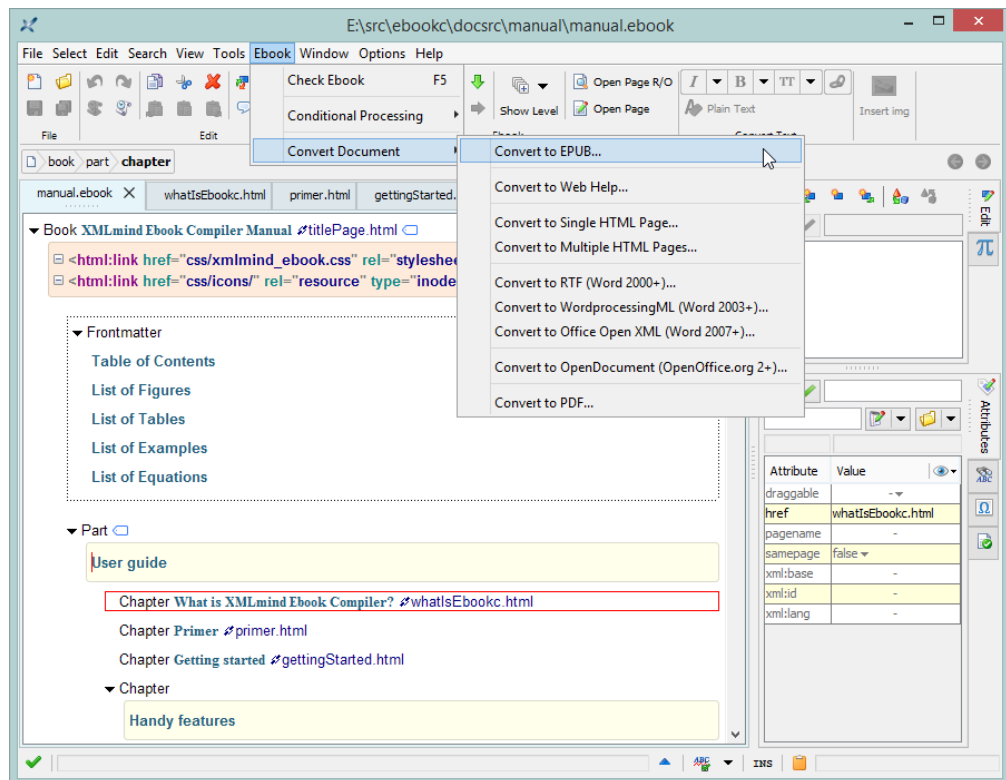 E:\src\ebookc\docsrc\manual\manual.ebook
File Select Edit Search View Tools Ebook Window Options Help
Check Ebook F5
Conditional Processing
Convert Document
Open Page R/O
Show Level
Open Page
I B TT
Plain Text
Insert img
File
Edit
Convert to EPUB...
Convert to Web Help...
Convert to Single HTML Page...
Convert to Multiple HTML Pages...
Convert to RTF (Word 2000+)...
Convert to WordprocessingML (Word 2003+)...
Convert to Office Open XML (Word 2007+)...
Convert to OpenDocument (OpenOffice.org 2+)...
Convert to PDF...
book part chapter
manual.ebook whatIsEbookc.html primer.html gettingStarted.
Book XMLmind Ebook Compiler Manual titlePage.html
<html:link href="css/xmlmind_ebook.css" rel="styleshee
<html:link href="css/icons/" rel="resource" type="inode
Frontmatter
Table of Contents
List of Figures
List of Tables
List of Examples
List of Equations
Part
User guide
Chapter What is XMLmind Ebook Compiler? whatIsEbookc.html
Chapter Primer primer.html
Chapter Getting started gettingStarted.html
Chapter
Handy features
Edit
π
Attributes
ABC
Ω
Attribute Value
draggable -
href whatIsEbookc.html
pagename -
samepage false
xml:base -
xml:id -
xml:lang -
ABC INS